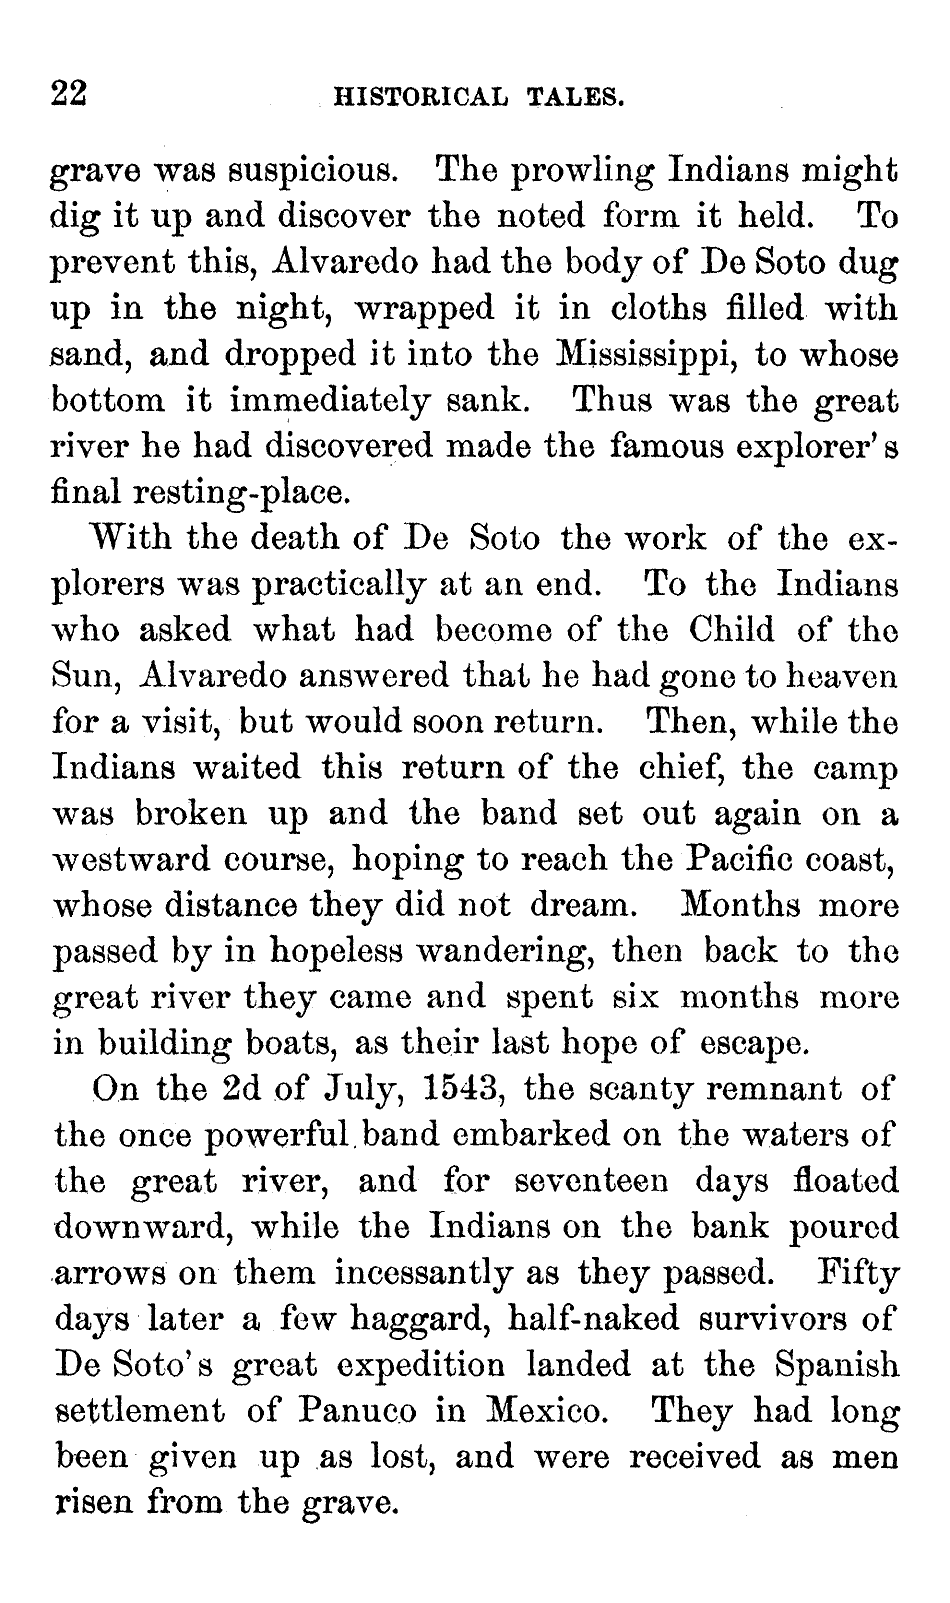 22 HISTORICAL TALES.
grave was suspicious. The prowling Indians might
dig it up and discover the noted form it held. To
prevent this, Alvaredo had the body of De Soto dug
up in the night, wrapped it in cloths filled with
sand, and dropped it into the Mississippi, to whose
bottom it immediately sank. Thus was the great
river he had discovered made the famous explorer's
final resting-place.
With the death of De Soto the work of the ex-
plorers was practically at an end. To the Indians
who asked what had become of the Child of the
Sun, Alvaredo answered that he had gone to heaven
for a visit, but would soon return. Then, while the
Indians waited this return of the chief, the camp
was broken up and the band set out again on a
westward course, hoping to reach the Pacific coast,
whose distance they did not dream. Months more
passed by in hopeless wandering, then back to the
great river they came and spent six months more
in building boats, as their last hope of escape.
On the 2d of July, 1543, the scanty remnant of
the once powerful band embarked on the waters of
the great river, and for seventeen days floated
downward, while the Indians on the bank poured
arrows on them incessantly as they passed. Fifty
days later a few haggard, half-naked survivors of
De Soto's great expedition landed at the Spanish
settlement of Panuco in Mexico. They had long
been given up as lost, and were received as men
risen from the grave.